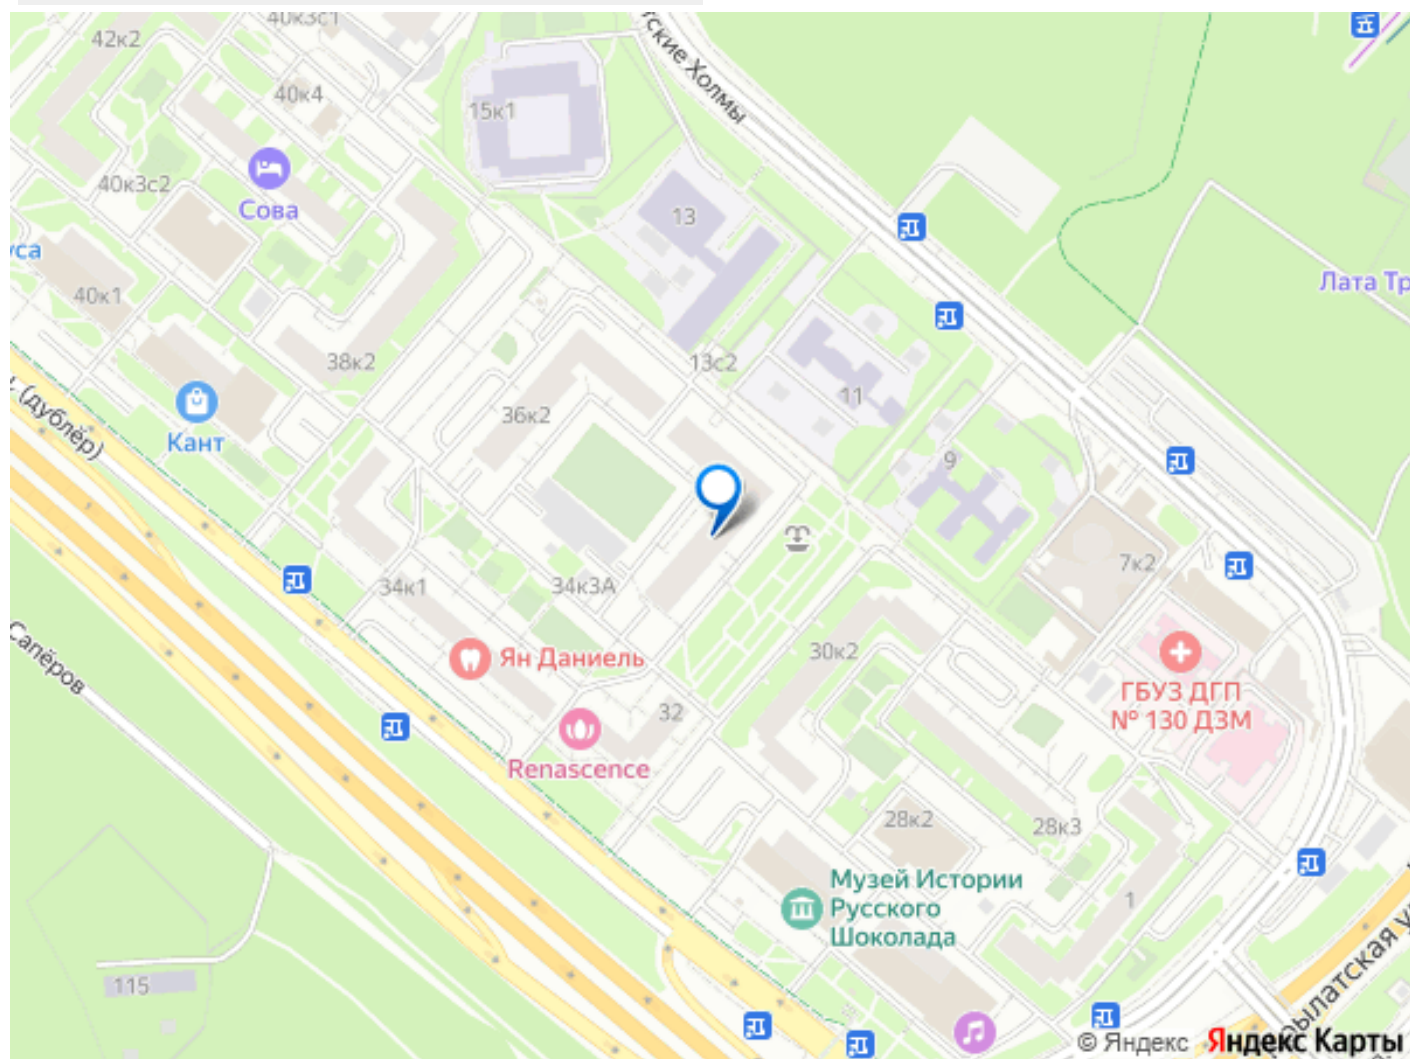 40к3с1
42к2
ские Холмы
40к4
15к1
40к3с2
Сова
13
уса
Лата Тр
40к1
38к2
13с2
11
36к2
(дублёр)
Кант
9
7к2
34к1
34к3А
Сапёров
Ян Даниель
30к2
ГБУЗ ДГП
№ 130 ДЗМ
32
Renascence
28к2
28к3
Музей Истории
Русского
Шоколада
1
115
рылатская у
© Яндекс Яндекс Карты